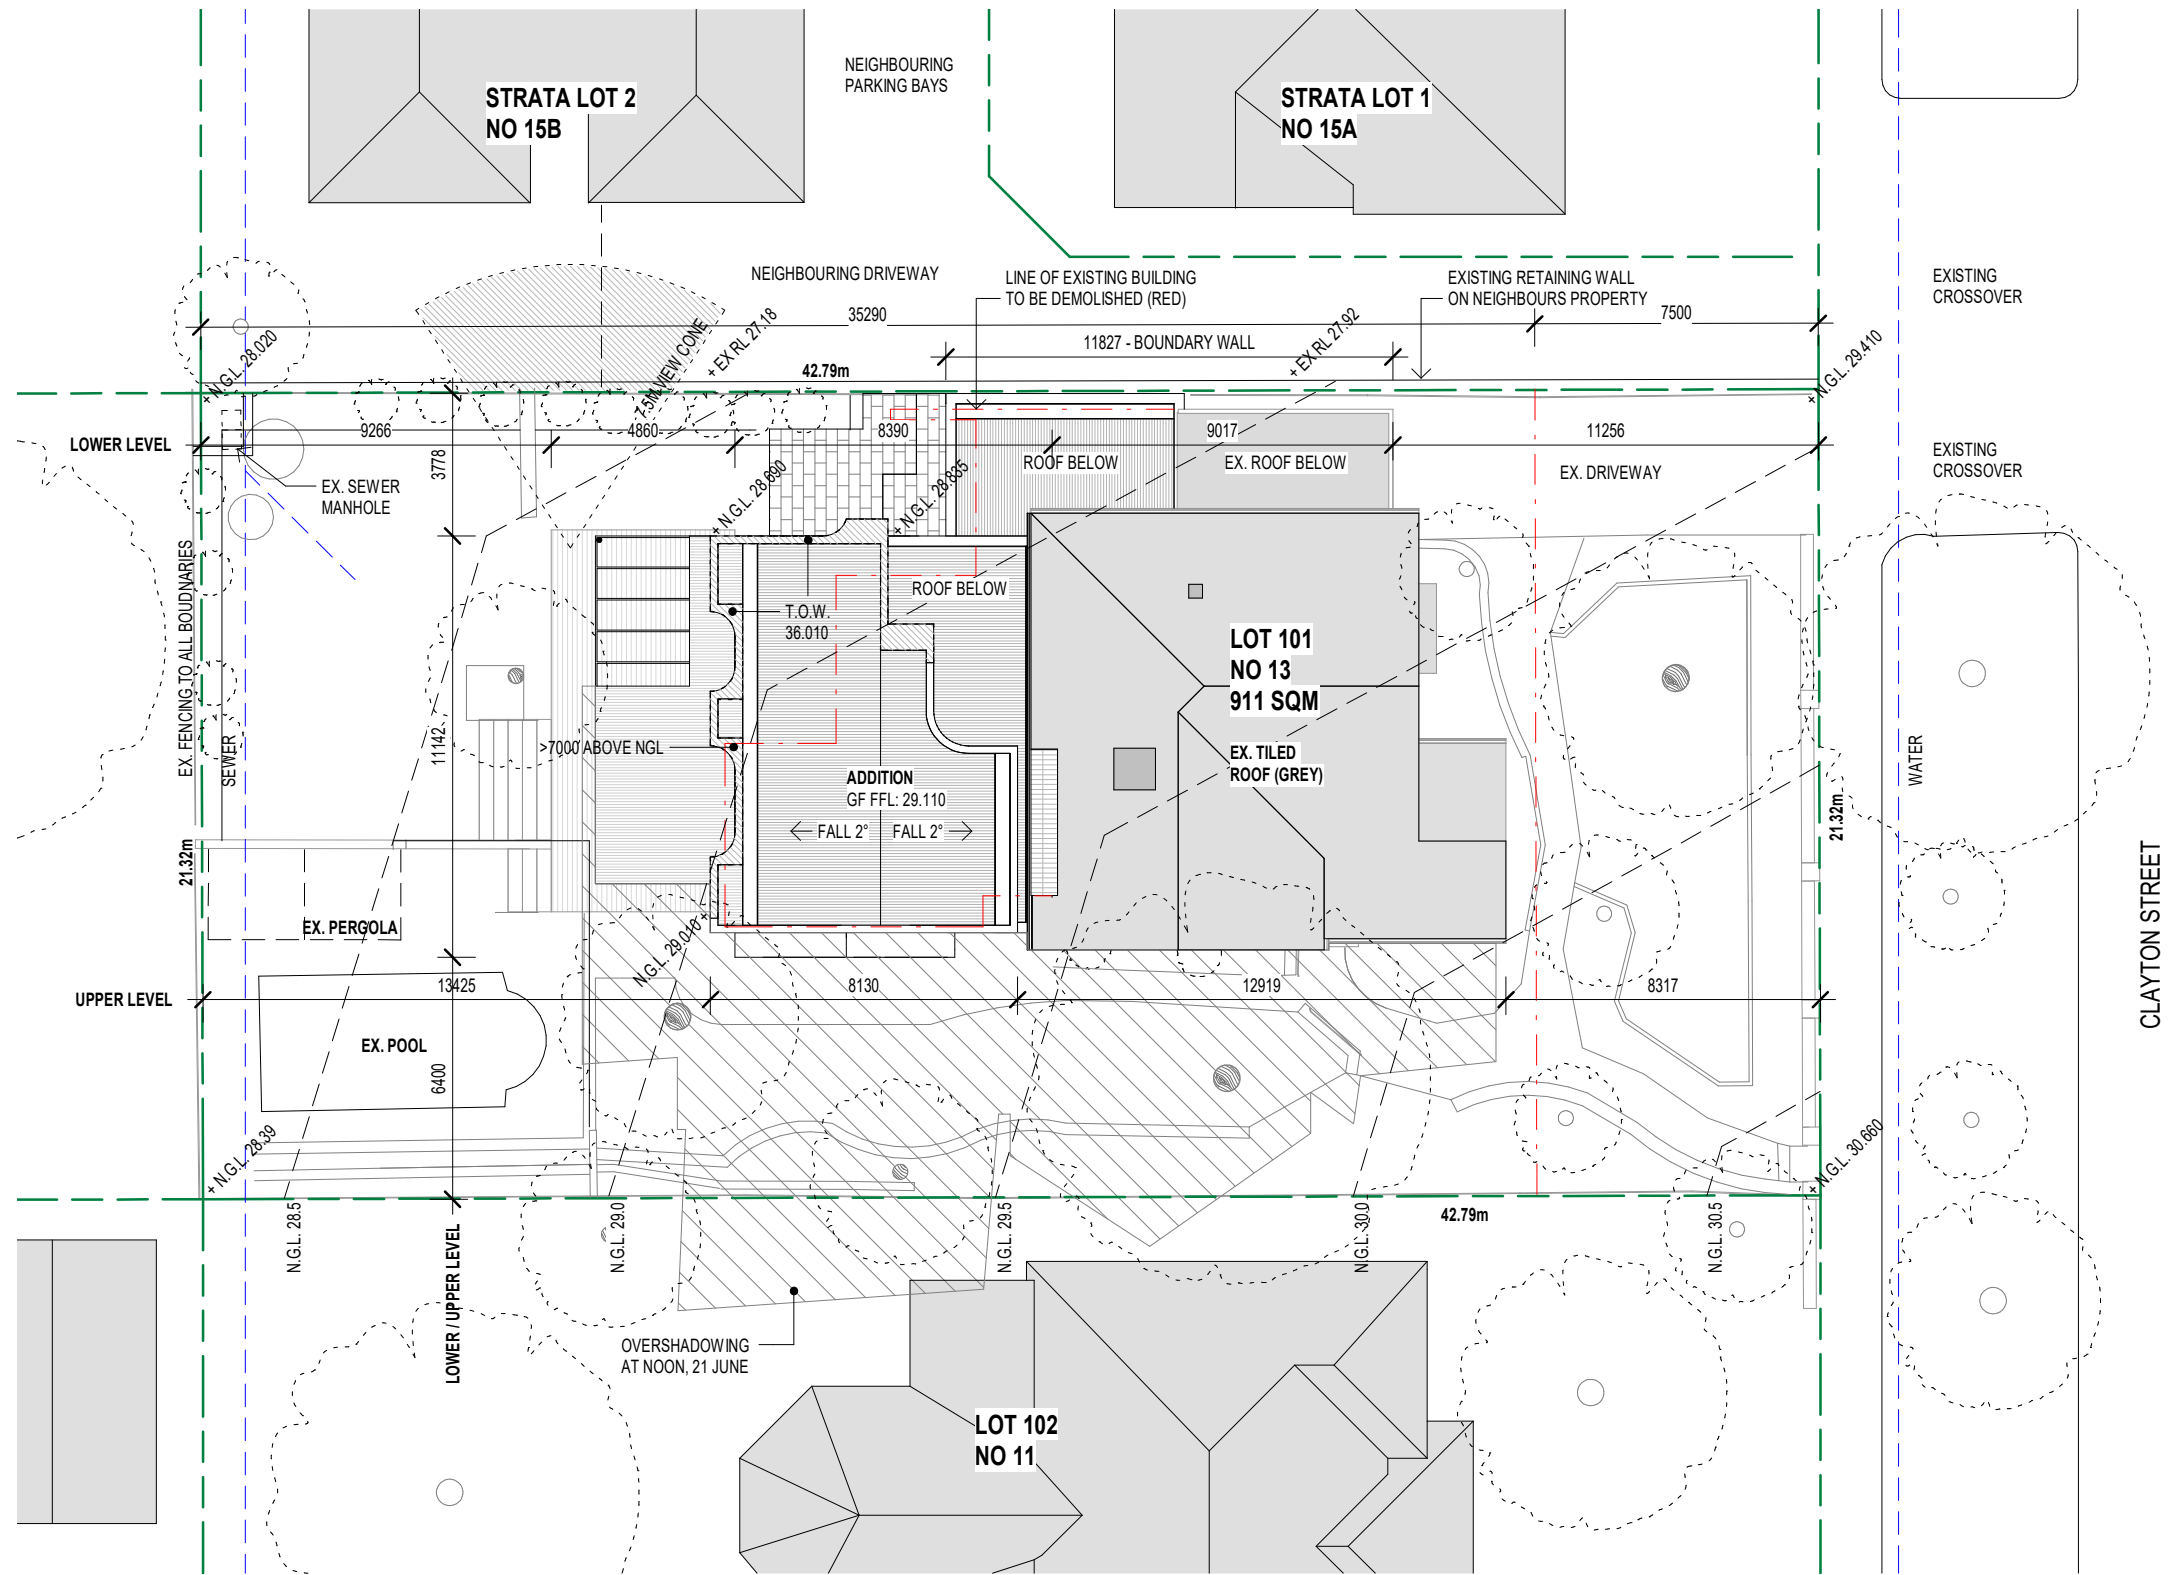 NEIGHBOURING
PARKING BAYS
STRATA LOT 2
NO 15B
STRATA LOT 1
NO 15A
NEIGHBOURING DRIVEWAY
LINE OF EXISTING BUILDING
TO BE DEMOLISHED (RED)
EXISTING RETAINING WALL
ON NEIGHBOURS PROPERTY
EXISTING
CROSSOVER
35290
7500
11827 - BOUNDARY WALL
+ N.G.L. 28.020
7.5M VIEW CONE
+ EX RL 27.18
+ EX RL 27.92
+ N.G.L. 29.410
42.79m
LOWER LEVEL
9266
4860
8390
9017
11256
3778
EX. SEWER
MANHOLE
ROOF BELOW
EX. ROOF BELOW
EX. DRIVEWAY
EXISTING
CROSSOVER
+ N.G.L. 28.690
+ N.G.L. 28.835
EX. FENCING TO ALL BOUDNARIES
SEWER
ROOF BELOW
T.O.W.
36.010
LOT 101
NO 13
911 SQM
11142
>7000 ABOVE NGL
EX. TILED
ROOF (GREY)
WATER
ADDITION
GF FFL: 29.110
FALL 2°
FALL 2°
21.32m
21.32m
CLAYTON STREET
EX. PERGOLA
N.G.L. 29.010 +
UPPER LEVEL
13425
8130
12919
8317
EX. POOL
6400
+ N.G.L. 28.39
+ N.G.L. 30.660
N.G.L. 28.5
N.G.L. 29.0
N.G.L. 29.5
N.G.L. 30.0
N.G.L. 30.5
42.79m
LOWER / UPPER LEVEL
OVERSHADOWING
AT NOON, 21 JUNE
LOT 102
NO 11